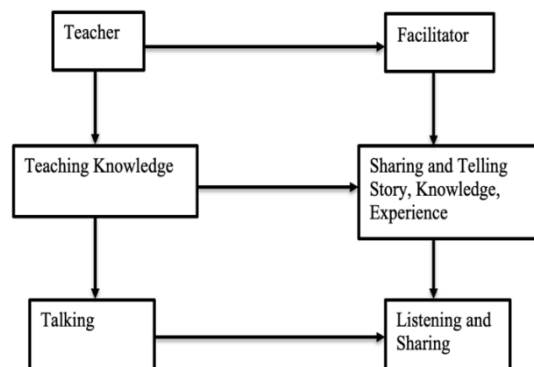 Teacher
Facilitator
Teaching Knowledge
Sharing and Telling
Story, Knowledge,
Experience
Talking
Listening and
Sharing